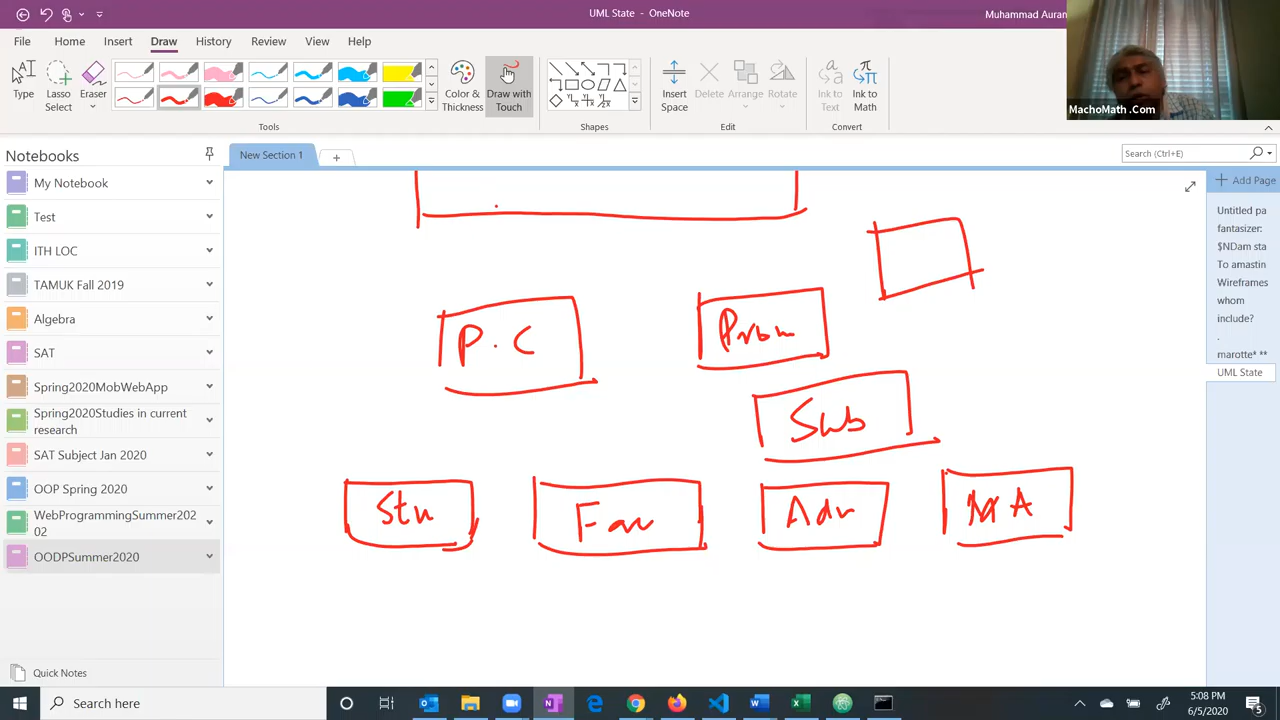 UML State - OneNote
Muhammad Auran
File Home Insert Draw History Review View Help
Type
Lasso Select
Eraser
Color & Thickness
Draw with Touch
Insert Space
Delete
Arrange
Rotate
Ink to Text
Ink to Math
Tools
Shapes
Edit
Convert
MachoMath .Com
Notebooks
New Section 1
Search (Ctrl+E)
My Notebook
Test
ITH LOC
TAMUK Fall 2019
Algebra
SAT
Spring2020MobWebApp
Spring2020Studies in current
research
SAT Subject Jan 2020
OOP Spring 2020
WebProgrammingSummer202
02
OODPSummer2020
Quick Notes
P.C
Sub
Stu
Adv
M A
Add Page
Untitled pa
fantasizer:
$NDam sta
To amastin
Wireframes
whom
include?
.
marotte* **
UML State
Search here
5:08 PM
6/5/2020
5